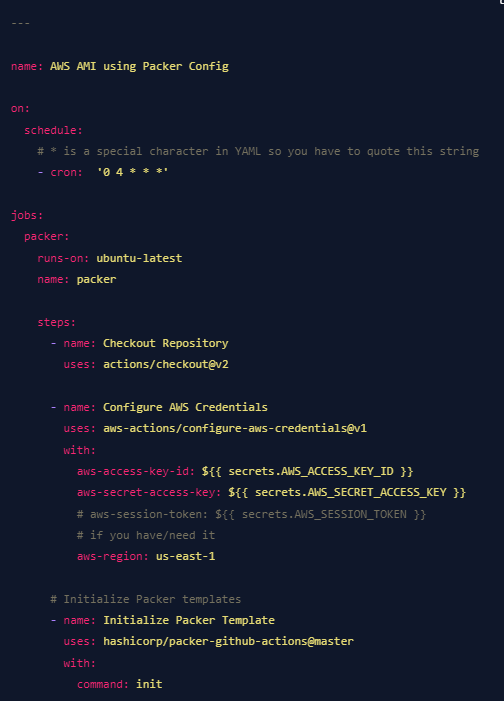 ---
name: AWS AMI using Packer Config
on:
  schedule:
    # * is a special character in YAML so you have to quote this string
    - cron:  '0 4 * * *'
jobs:
  packer:
    runs-on: ubuntu-latest
    name: packer
    steps:
      - name: Checkout Repository
        uses: actions/checkout@v2
      - name: Configure AWS Credentials
        uses: aws-actions/configure-aws-credentials@v1
        with:
          aws-access-key-id: ${{ secrets.AWS_ACCESS_KEY_ID }}
          aws-secret-access-key: ${{ secrets.AWS_SECRET_ACCESS_KEY }}
          # aws-session-token: ${{ secrets.AWS_SESSION_TOKEN }}
          # if you have/need it
          aws-region: us-east-1
      # Initialize Packer templates
      - name: Initialize Packer Template
        uses: hashicorp/packer-github-actions@master
        with:
          command: init